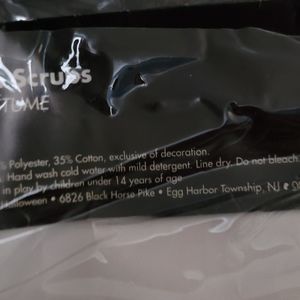 Scrubs
TUME
% Polyester, 35% Cotton, exclusive of decoration.
Hand wash cold water with mild detergent. Line dry. Do not bleach
in play by children under 14 years of age
Halloween • 6826 Black Horse Pike • Egg Harbor Township, NJ